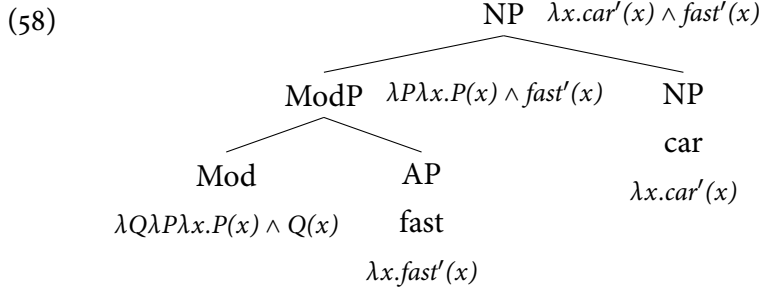 (58)
NP λx.car′(x) ∧ fast′(x)
ModP λPλx.P(x) ∧ fast′(x) NP
car
Mod AP
λx.car′(x)
λQλPλx.P(x) ∧ Q(x) fast
λx.fast′(x)